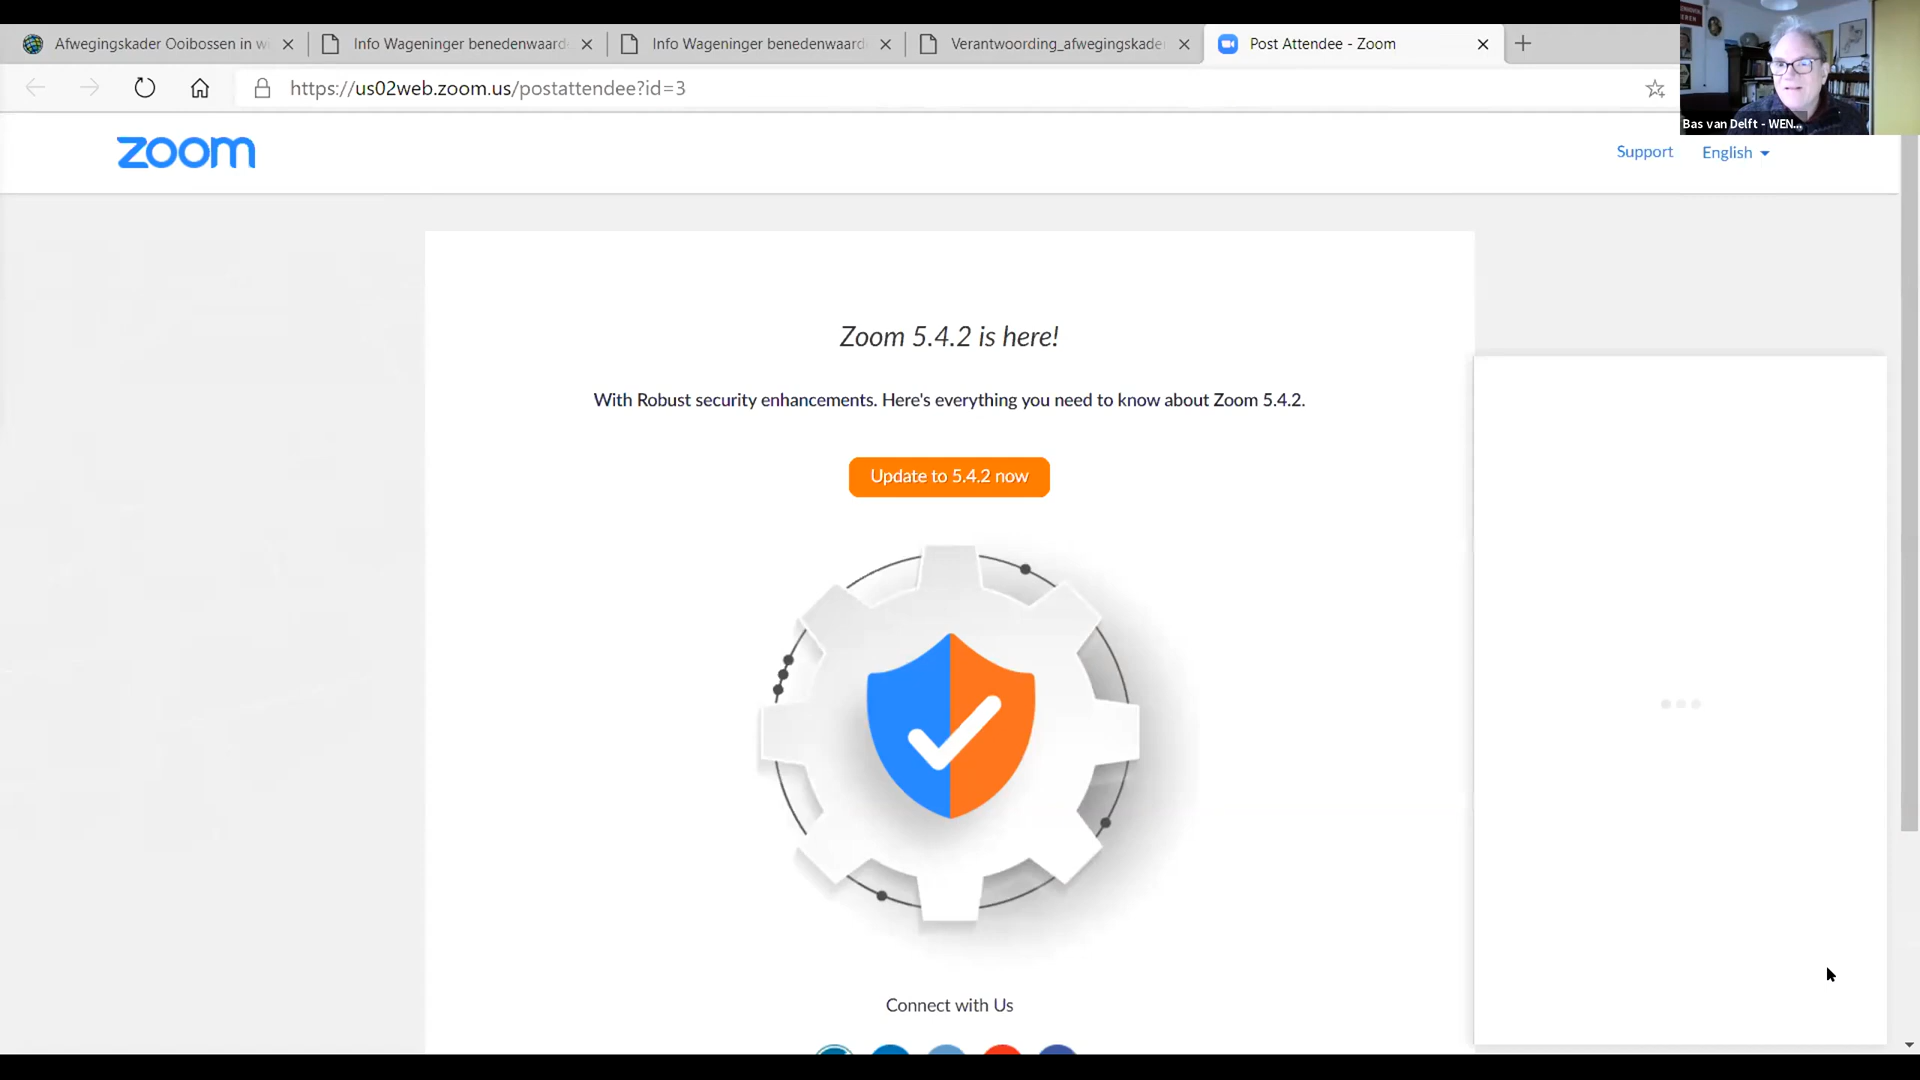 Afwegingskader Ooibossen in w
Info Wageninger benedenwaard
Info Wageninger benedenwaard
Verantwoording_afwegingskade
Post Attendee - Zoom
https://us02web.zoom.us/postattendee?id=3
Bas van Delft - WEN...
zoom
Support
English
Zoom 5.4.2 is here!
With Robust security enhancements. Here's everything you need to know about Zoom 5.4.2.
Update to 5.4.2 now
Connect with Us